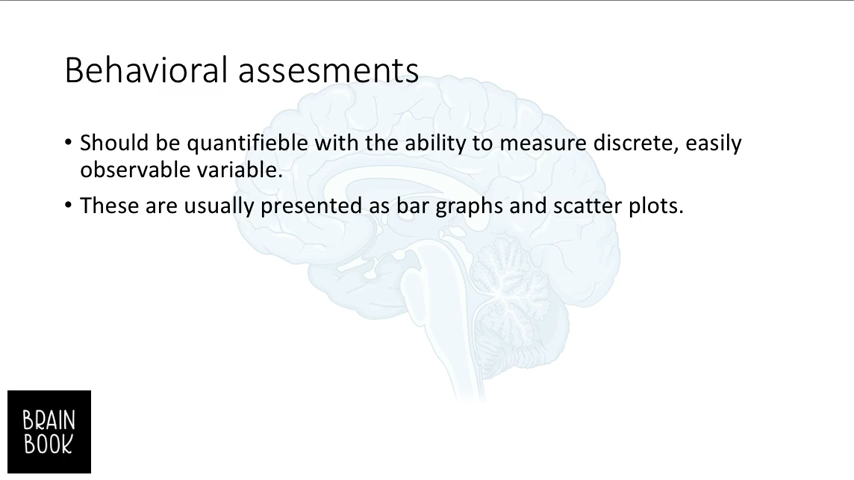 Behavioral assesments
• Should be quantifieble with the ability to measure discrete, easily
observable variable.
• These are usually presented as bar graphs and scatter plots.
BRAIN
BOOK